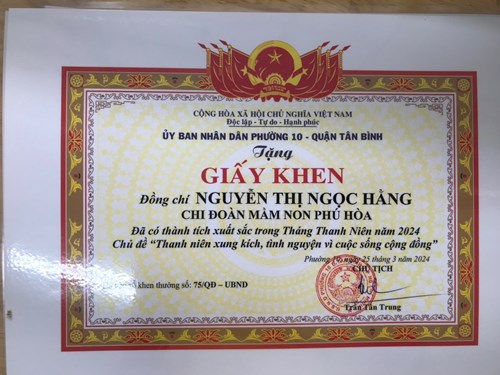 CỘNG HÒA XÃ HỘI CHỦ NGHĨA VIỆT NAM
Độc lập - Tự do - Hạnh phúc
ỦY BAN NHÂN DÂN PHƯỜNG 10 - QUẬN TÂN BÌNH
Tặng
GIẤY KHEN
Đồng chí NGUYỄN THỊ NGỌC HẰNG
CHI ĐOÀN MẦM NON PHÚ HÒA
Đã có thành tích xuất sắc trong Tháng Thanh Niên năm 2024
Chủ đề "Thanh niên xung kích, tình nguyện vì cuộc sống cộng đồng"
Phường 10, ngày 25 tháng 3 năm 2024
CHỦ TỊCH
khen thưởng số: 75/QĐ - UBND
Trần Tấn Trung